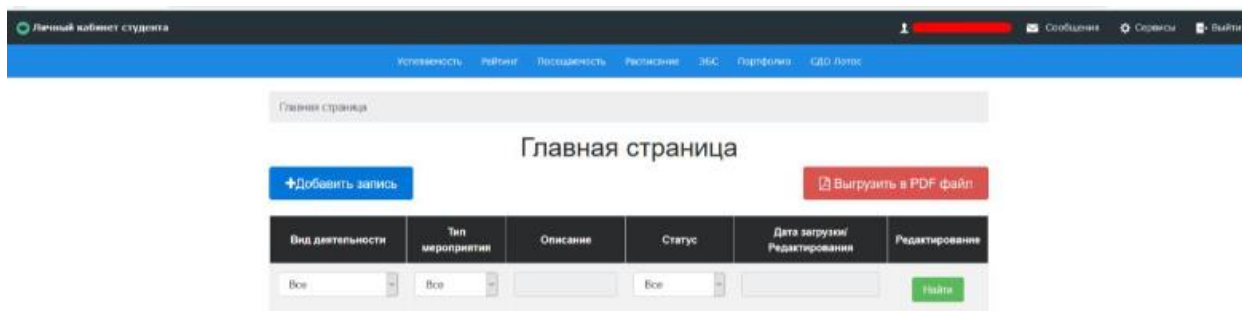 Личный кабинет студента
Сообщения Сервисы Выйти
Успеваемость Рейтинг Посещаемость Расписание ЭБС Портфолио СДО Лотос
Главная страница
Главная страница
+Добавить запись Выгрузить в PDF файл
Вид деятельности Тип мероприятия Описание Статус Дата загрузки/ Редактирования Редактирование
Все Все Все Найти